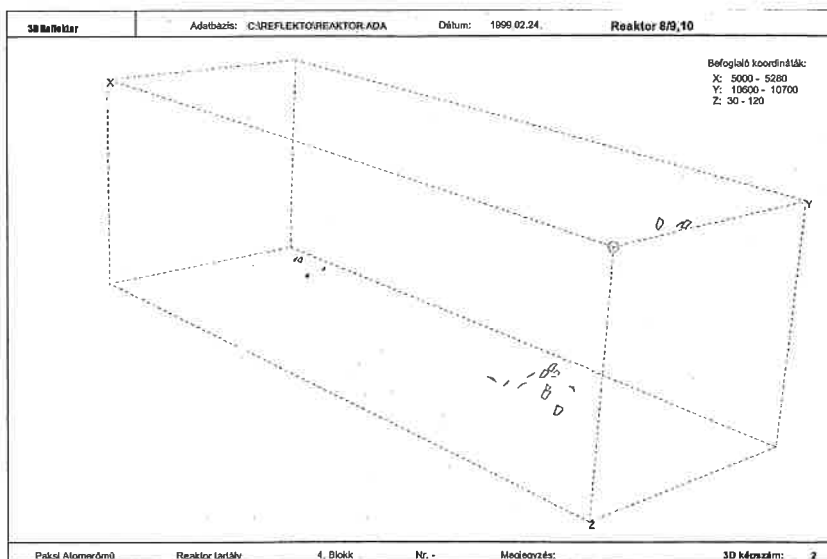 3D Reflektor Adatbázis: C:\REFLEKTO\REAKTOR.ADA Dátum: 1999.02.24. Reaktor 8/9,10
Befoglaló koordináták:
X: 5000 - 5280
Y: 10600 - 10700
Z: 30 - 120
X
Y
Z
Paksi Atomerőmű Reaktor tartály 4. Blokk Nr. - Megjegyzés: 3D képszám: 2